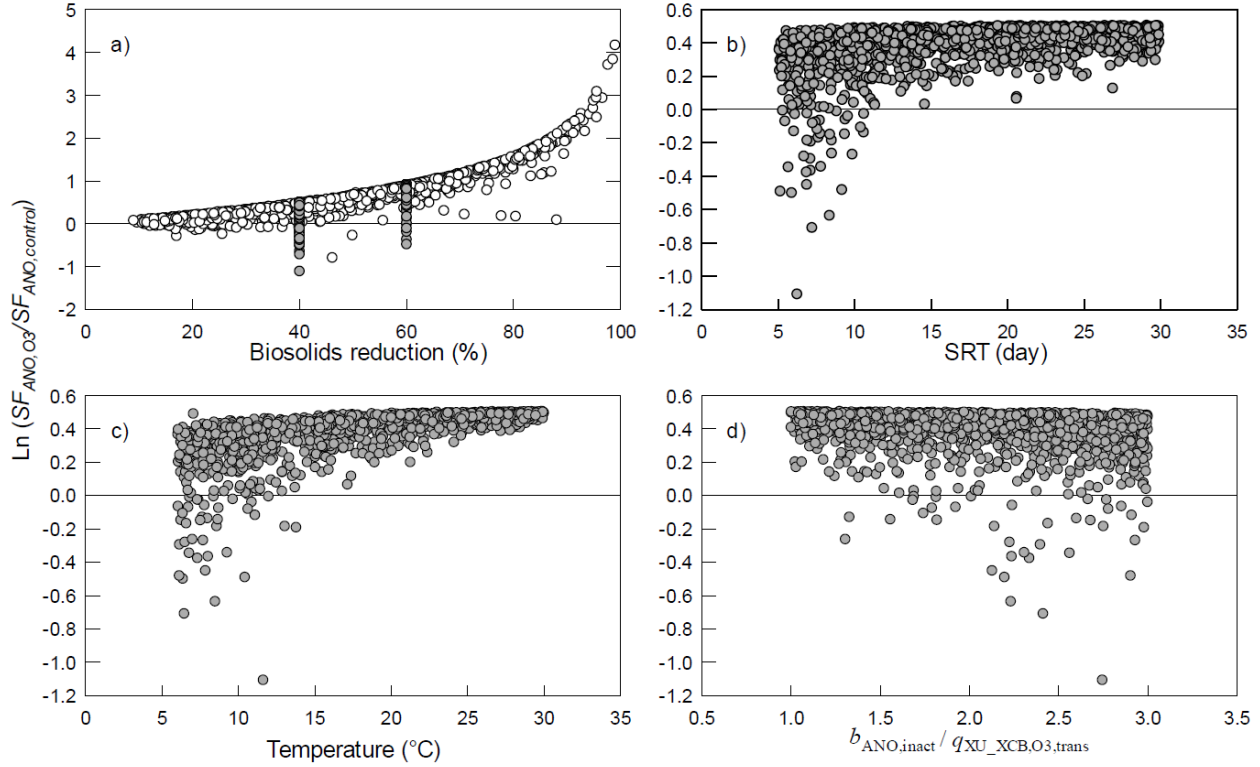 Ln (SF_ANO,O3/SF_ANO,control)
a)
5
4
3
2
1
0
-1
-2
0 20 40 60 80 100
Biosolids reduction (%)
b)
0.6
0.4
0.2
0.0
-0.2
-0.4
-0.6
-0.8
-1.0
-1.2
0 5 10 15 20 25 30 35
SRT (day)
c)
0.6
0.4
0.2
0.0
-0.2
-0.4
-0.6
-0.8
-1.0
-1.2
0 5 10 15 20 25 30 35
Temperature (°C)
d)
0.6
0.4
0.2
0.0
-0.2
-0.4
-0.6
-0.8
-1.0
-1.2
0.5 1.0 1.5 2.0 2.5 3.0 3.5
b_ANO,inact / q_XU_XCB,O3,trans